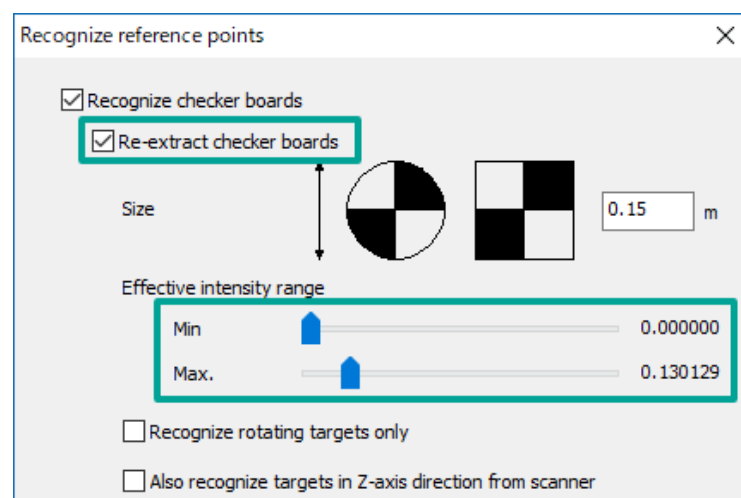 Recognize reference points
Recognize checker boards
Re-extract checker boards
Size 0.15 m
Effective intensity range
Min 0.000000
Max. 0.130129
Recognize rotating targets only
Also recognize targets in Z-axis direction from scanner